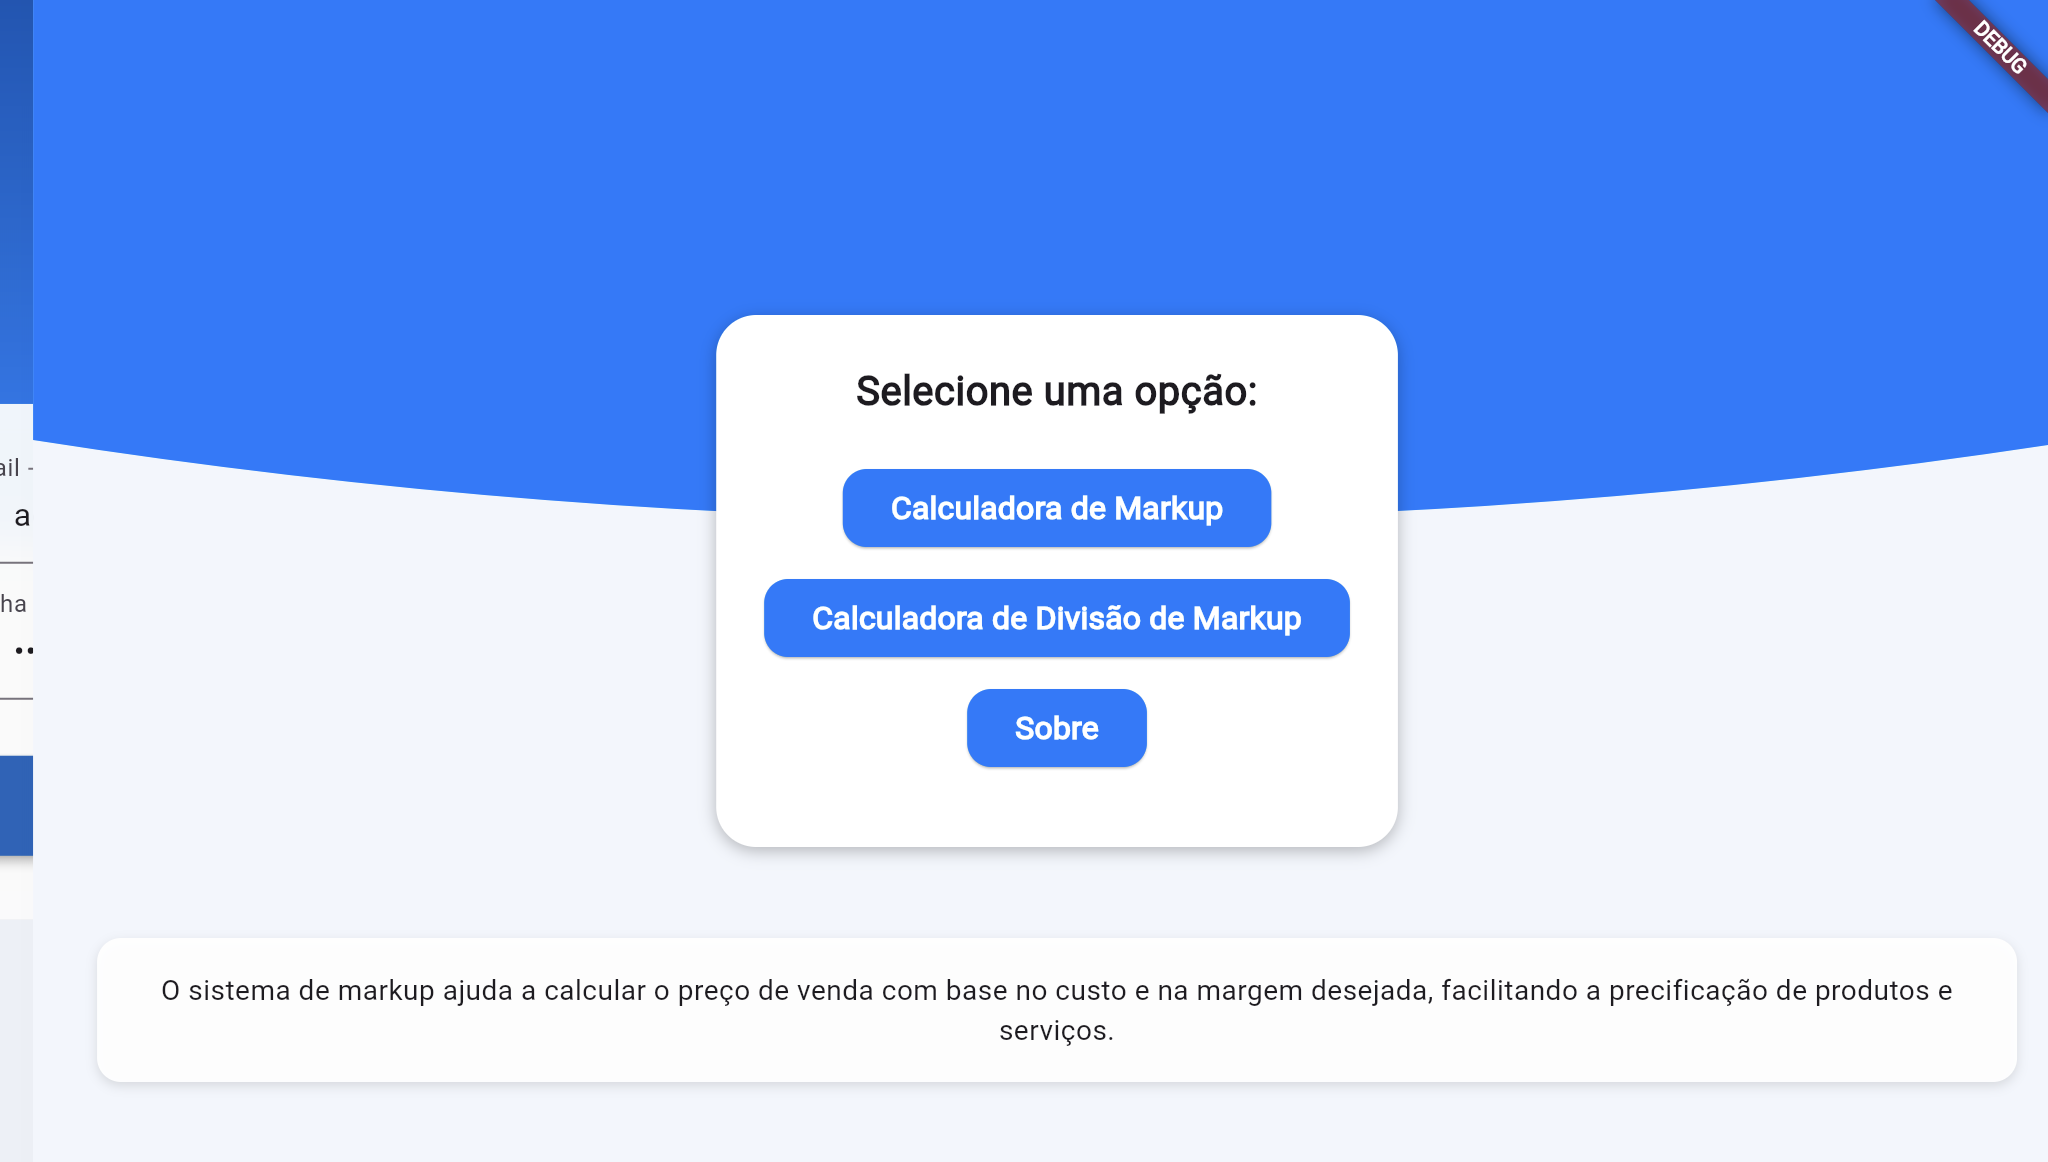 DEBUG
Selecione uma opção:
ail
a
Calculadora de Markup
ha
Calculadora de Divisão de Markup
Sobre
O sistema de markup ajuda a calcular o preço de venda com base no custo e na margem desejada, facilitando a precificação de produtos e
serviços.